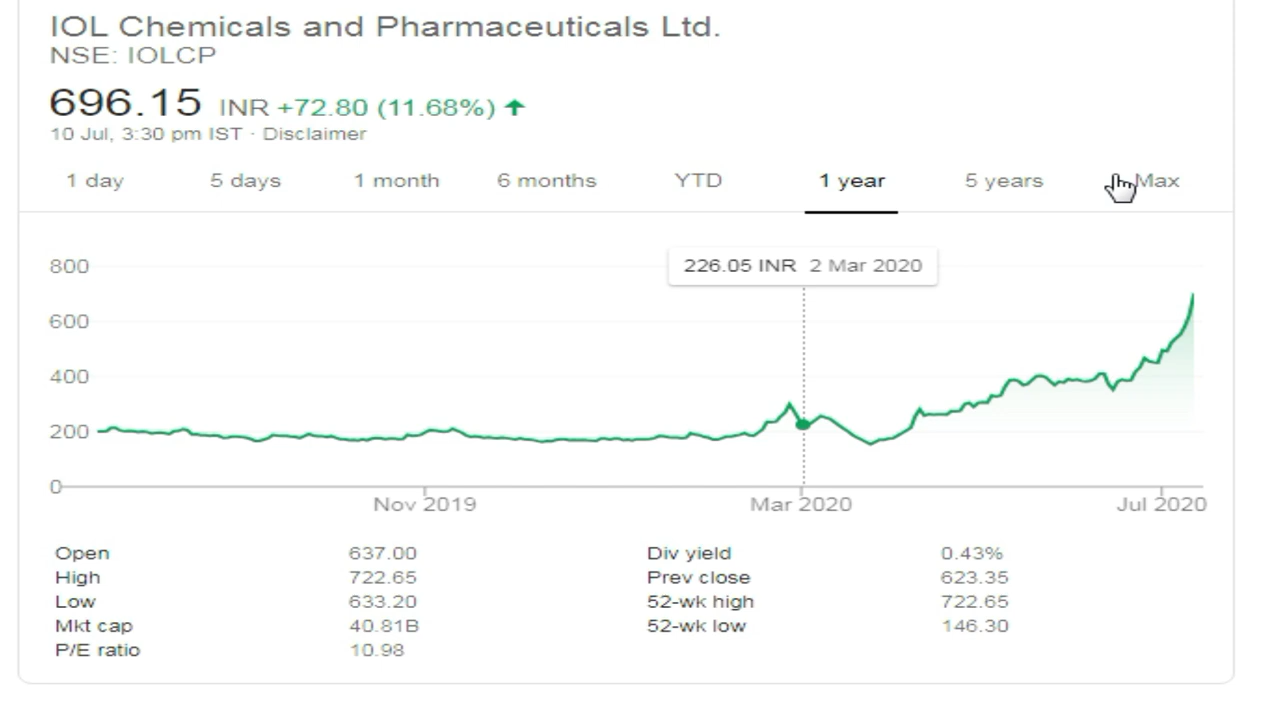 IOL Chemicals and Pharmaceuticals Ltd.
NSE: IOLCP
696.15 INR +72.80 (11.68%) ↑
10 Jul, 3:30 pm IST · Disclaimer
1 day 5 days 1 month 6 months YTD 1 year 5 years Max
226.05 INR 2 Mar 2020
800
600
400
200
0
Nov 2019 Mar 2020 Jul 2020
Open 637.00 Div yield 0.43%
High 722.65 Prev close 623.35
Low 633.20 52-wk high 722.65
Mkt cap 40.81B 52-wk low 146.30
P/E ratio 10.98